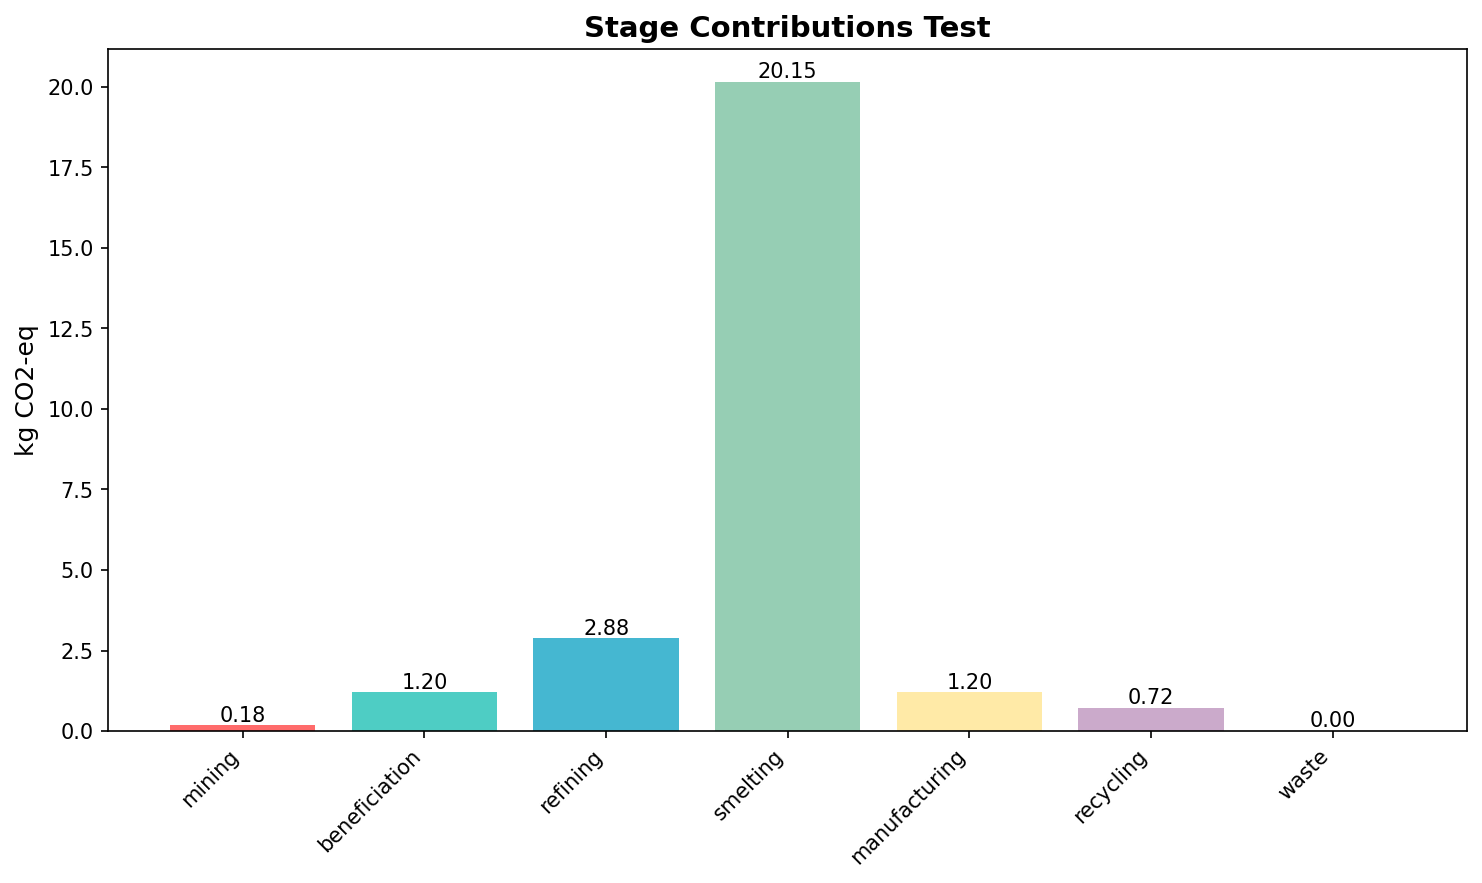 Stage Contributions Test
kg CO2-eq
20.0
17.5
15.0
12.5
10.0
7.5
5.0
2.5
0.0
0.18
1.20
2.88
20.15
1.20
0.72
0.00
mining
beneficiation
refining
smelting
manufacturing
recycling
waste